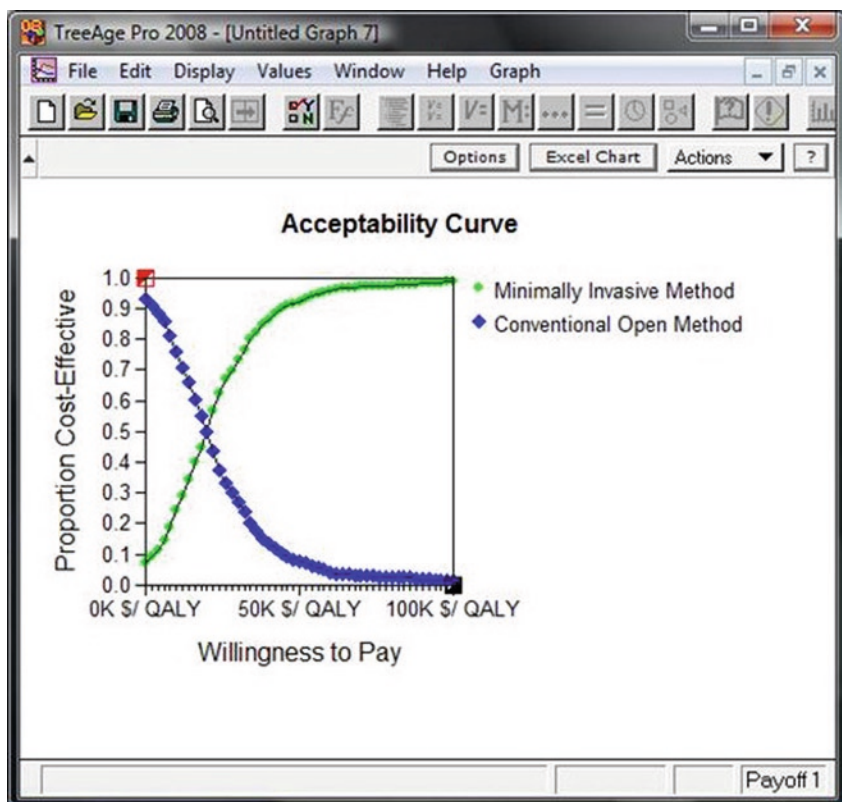 TreeAge Pro 2008 - [Untitled Graph 7]
File Edit Display Values Window Help Graph
Options Excel Chart Actions ?
Acceptability Curve
1.0
0.9
0.8
0.7
0.6
0.5
0.4
0.3
0.2
0.1
0.0
Proportion Cost-Effective
Minimally Invasive Method
Conventional Open Method
0K $/ QALY 50K $/ QALY 100K $/ QALY
Willingness to Pay
Payoff 1